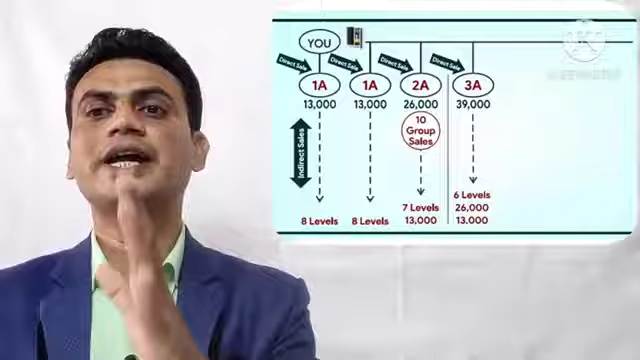 YOU
Direct Sale
Direct Sale
Direct Sale
Direct Sale
1A
1A
2A
3A
13,000
13,000
26,000
39,000
10
Group
Sales
Indirect Sales
8 Levels
8 Levels
7 Levels
13,000
6 Levels
26,000
13.000